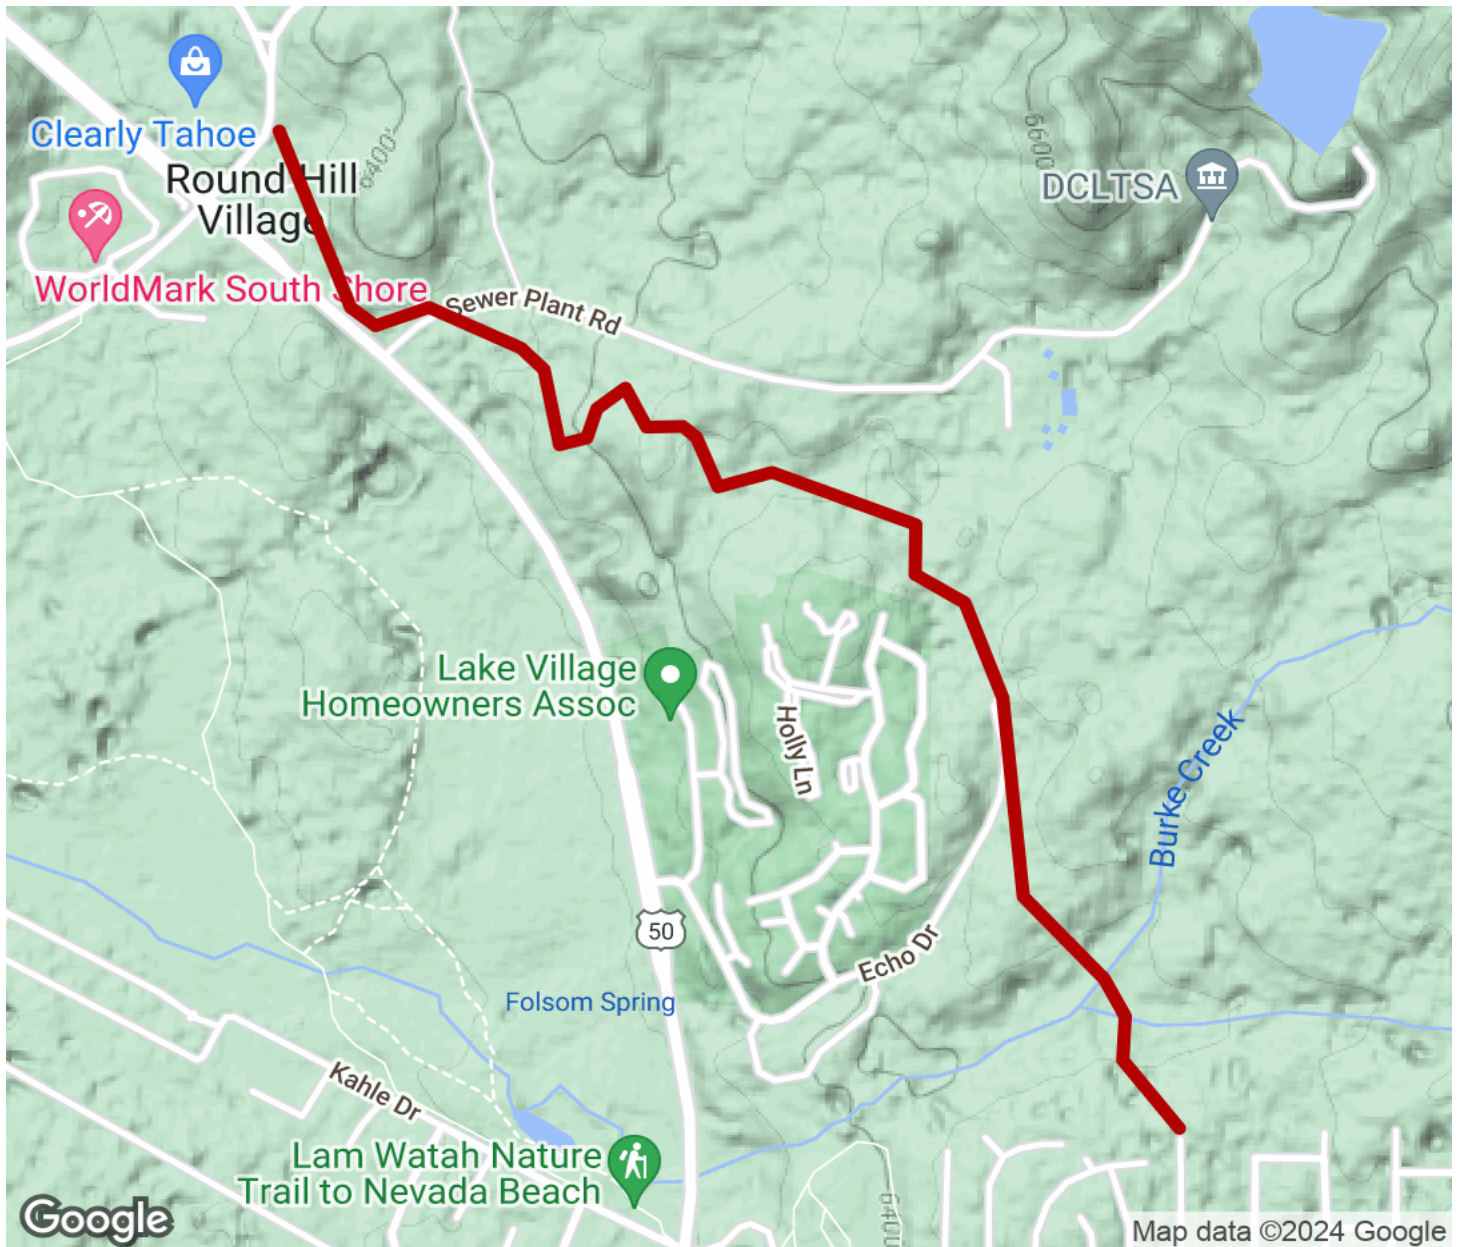 Clearly Tahoe
Round Hill
Village
6400'
6600
DCLTSA
WorldMark South Shore
Sewer Plant Rd
Lake Village
Homeowners Assoc
Holly Ln
Burke Creek
50
Echo Dr
Folsom Spring
Kahle Dr
Lam Watah Nature
Trail to Nevada Beach
6400
Google
Map data ©2024 Google